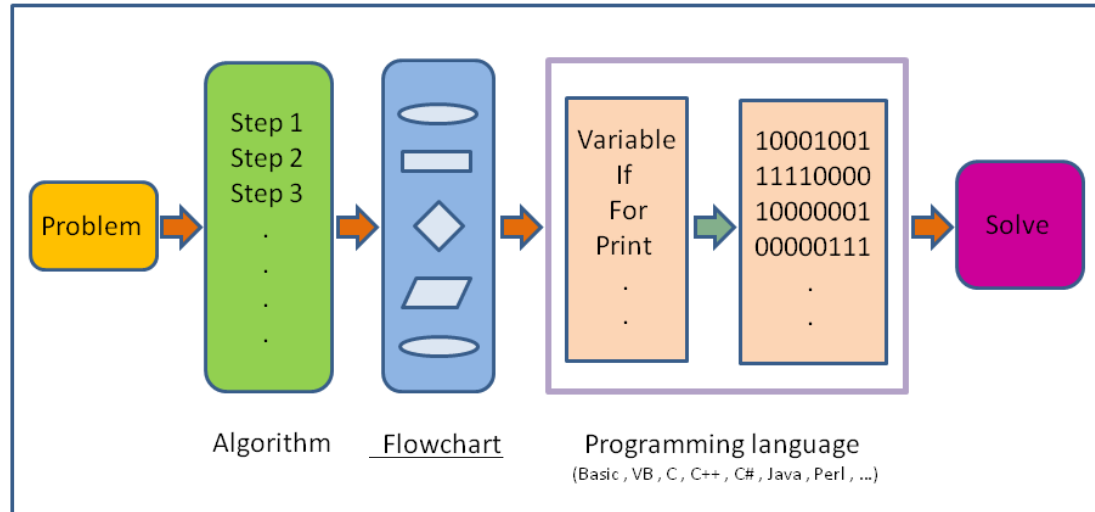 Problem
Step 1
Step 2
Step 3
.
.
.
.
Variable
If
For
Print
.
.
10001001
11110000
10000001
00000111
.
.
Solve
Algorithm
Flowchart
Programming language
(Basic , VB , C , C++ , C# , Java , Perl , ...)